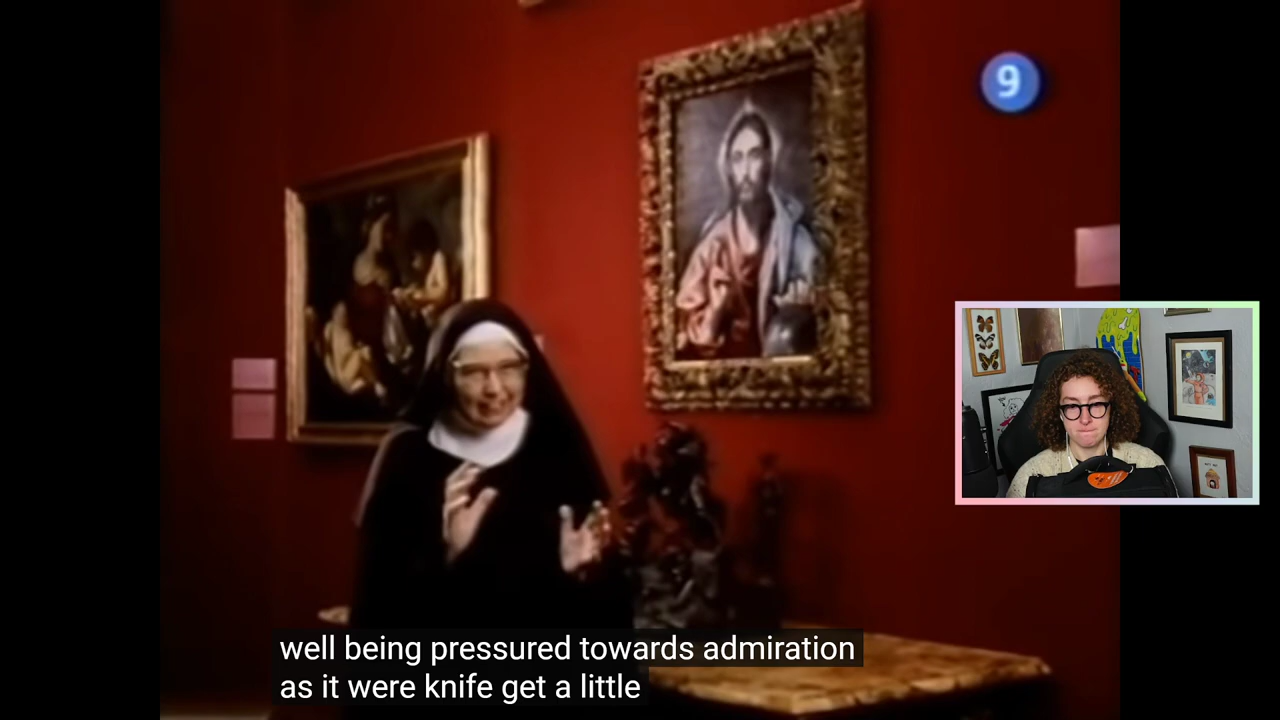 9
well being pressured towards admiration
as it were knife get a little